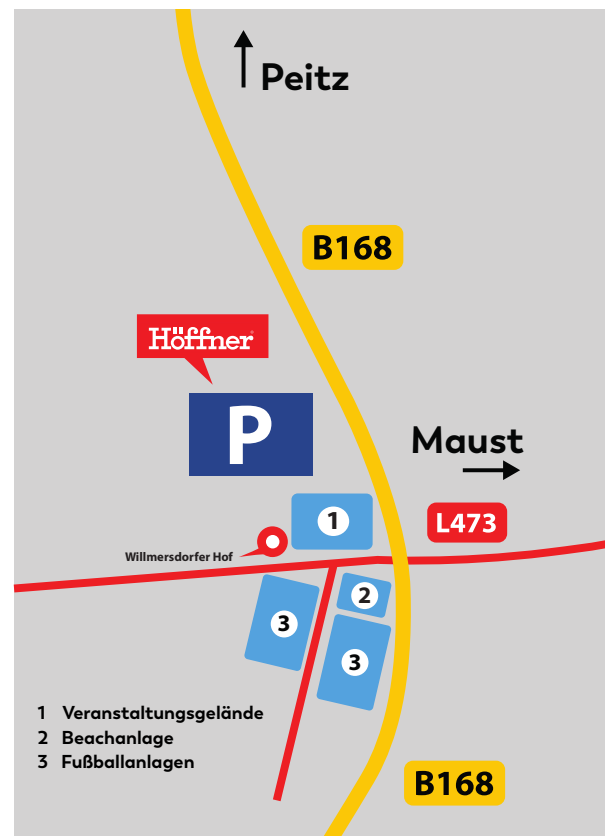 Peitz
B168
Höffner
P
Maust
1
L473
Willmersdorfer Hof
2
3
3
1 Veranstaltungsgelände
2 Beachanlage
3 Fußballanlagen
B168